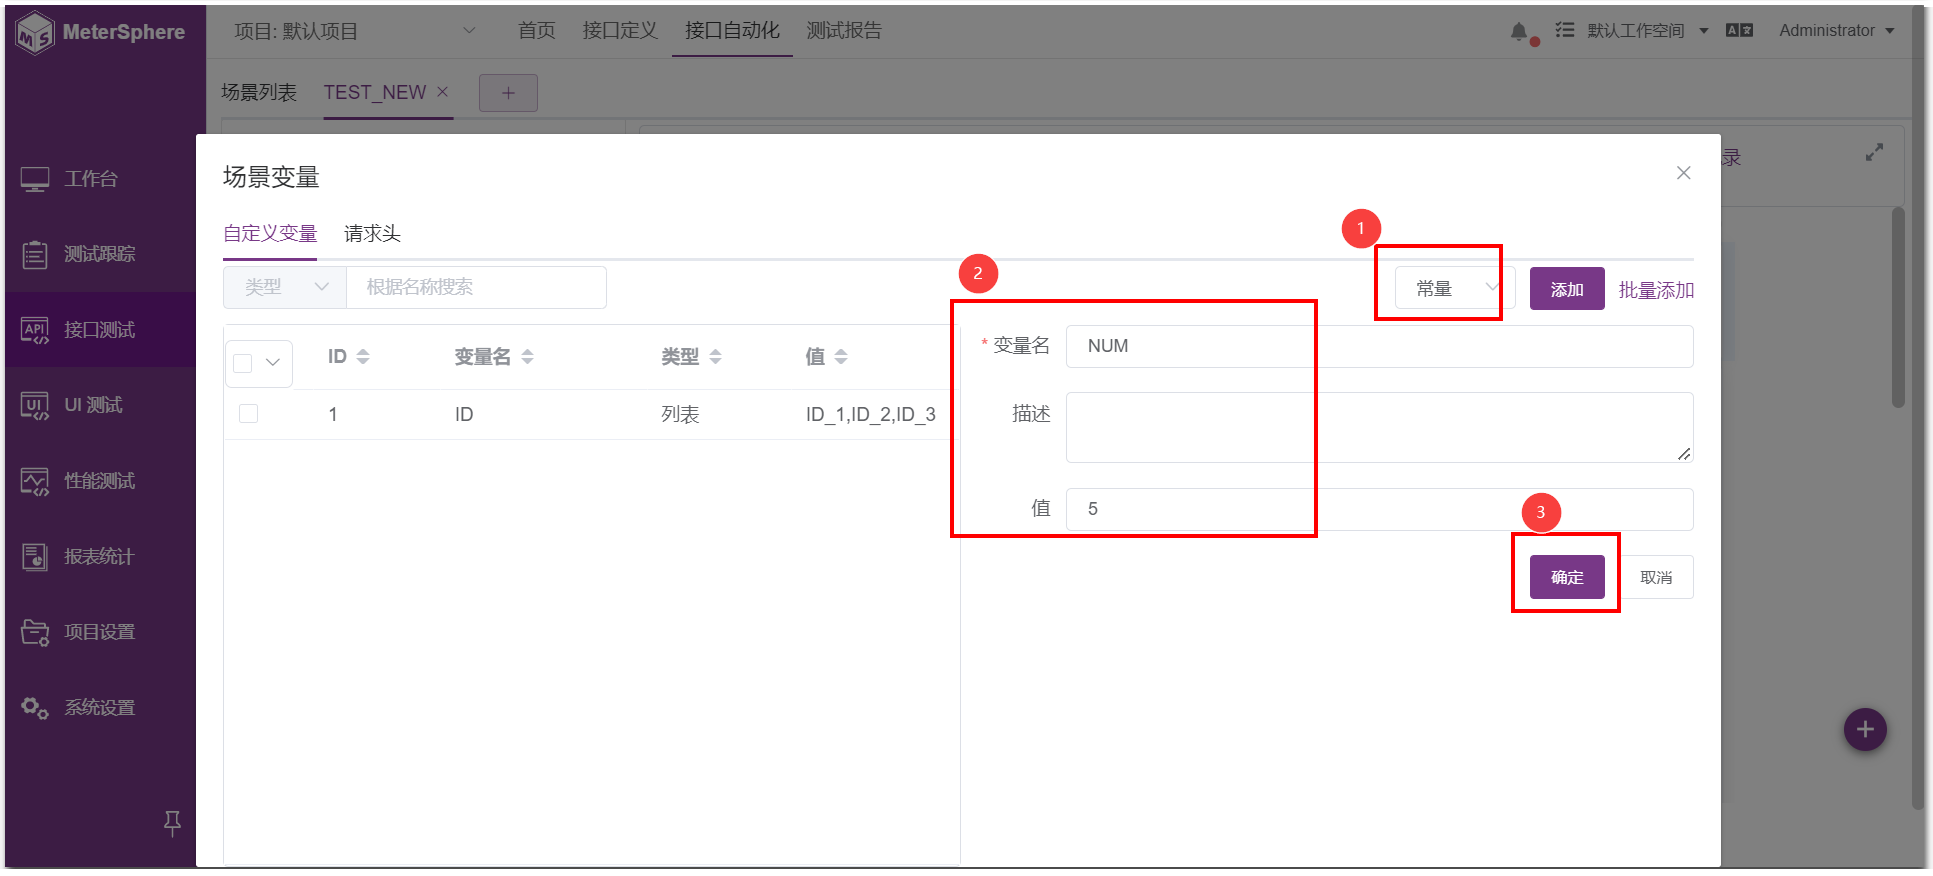 MeterSphere
项目: 默认项目
首页
接口定义
接口自动化
测试报告
默认工作空间
Administrator
场景列表
TEST_NEW
工作台
测试跟踪
接口测试
UI 测试
性能测试
报表统计
项目设置
系统设置
录
场景变量
自定义变量
请求头
类型
根据名称搜索
1
常量
添加
批量添加
ID
变量名
类型
值
1
ID
列表
ID_1,ID_2,ID_3
2
* 变量名
NUM
描述
值
5
3
确定
取消